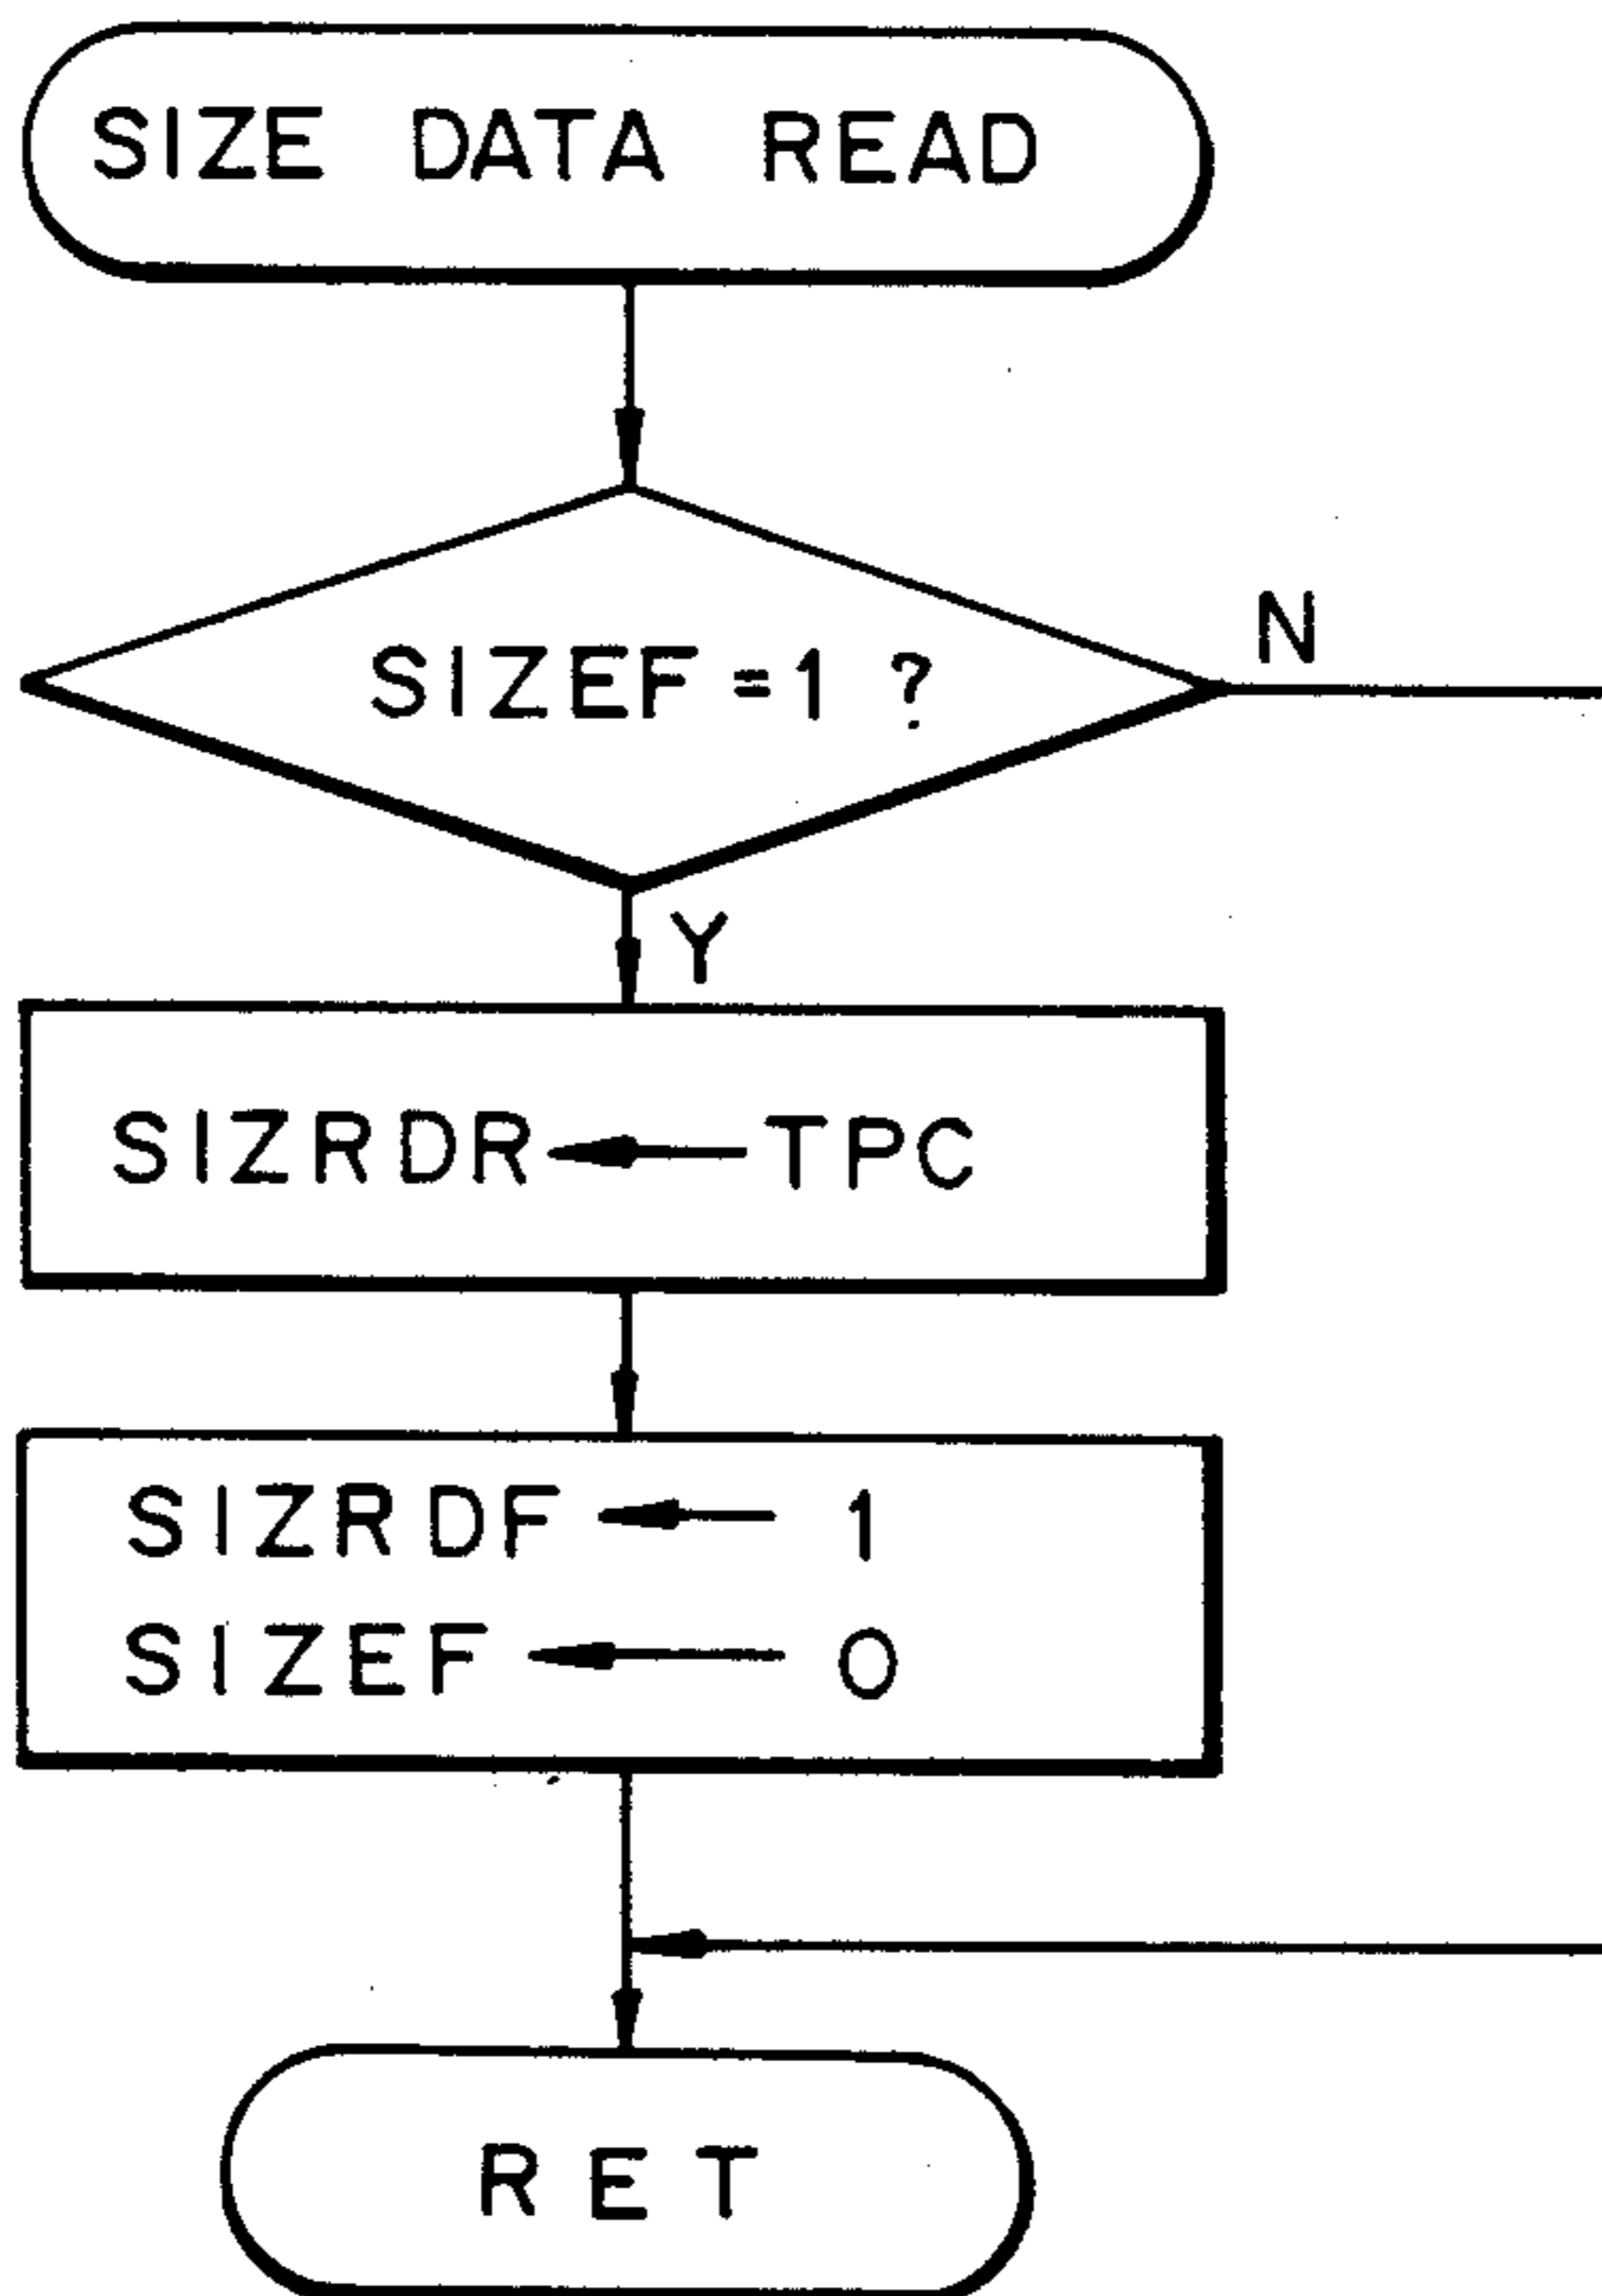 SIZE DATA READ
SIZEF=1 ?
N
Y
SIZRDR ← TPC
SIZRDF ← 1
SIZEF ← 0
RET